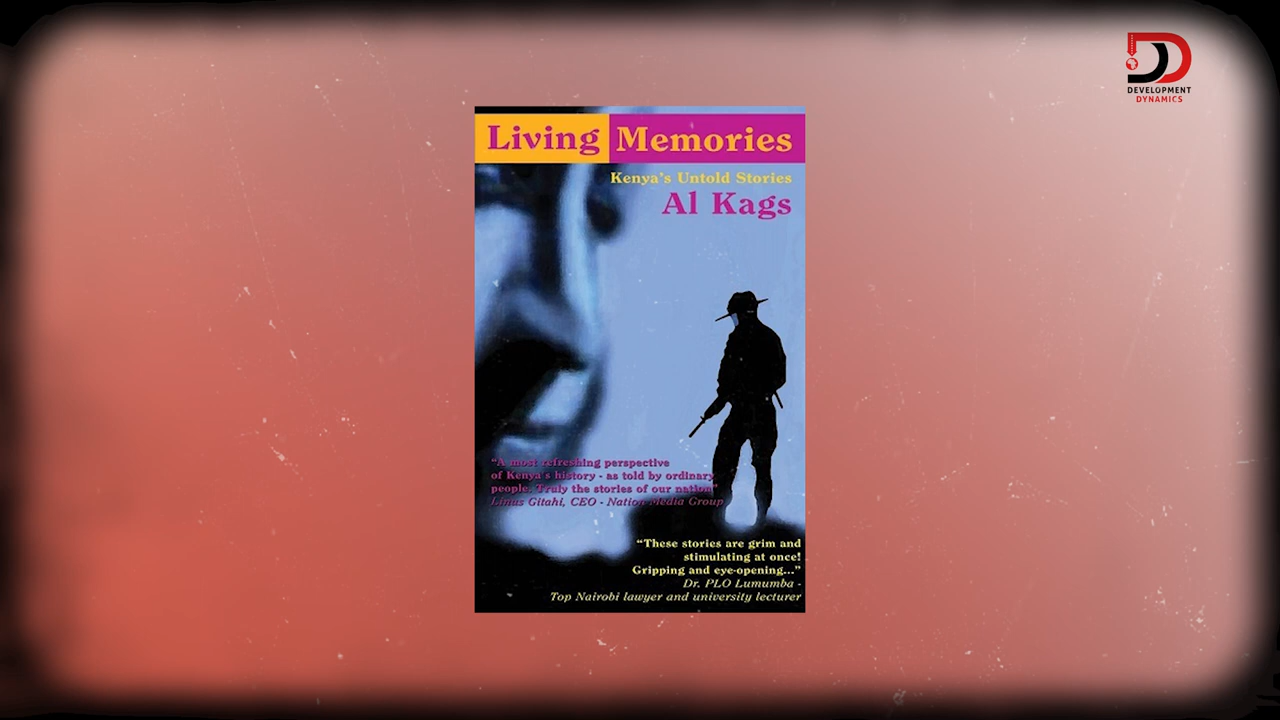 DEVELOPMENT
DYNAMICS
Living Memories
Kenya's Untold Stories
Al Kags
"A most refreshing perspective
of Kenya's history - as told by ordinary
people. Truly the stories of our nation"
Linus Gitahi, CEO - Nation Media Group
"These stories are grim and
stimulating at once!
Gripping and eye-opening..."
Dr. PLO Lumumba -
Top Nairobi lawyer and university lecturer